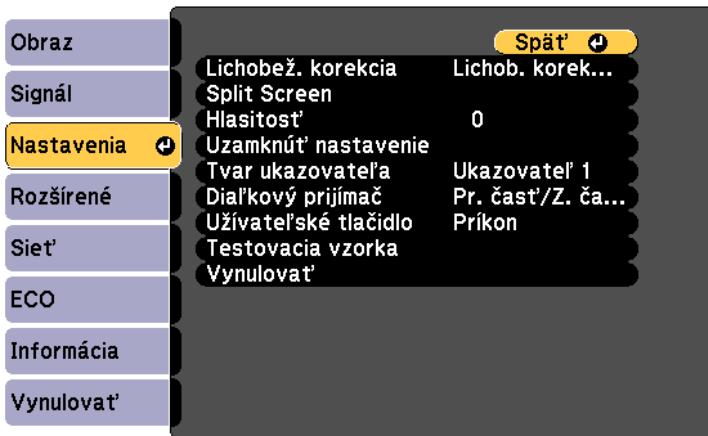 Obraz
Signál
Nastavenia
Rozšírené
Sieť
ECO
Informácia
Vynulovať
Späť
Lichobež. korekcia Lichob. korek...
Split Screen
Hlasitosť 0
Uzamknúť nastavenie
Tvar ukazovateľa Ukazovateľ 1
Diaľkový prijímač Pr. časť/Z. ča...
Užívateľské tlačidlo Príkon
Testovacia vzorka
Vynulovať